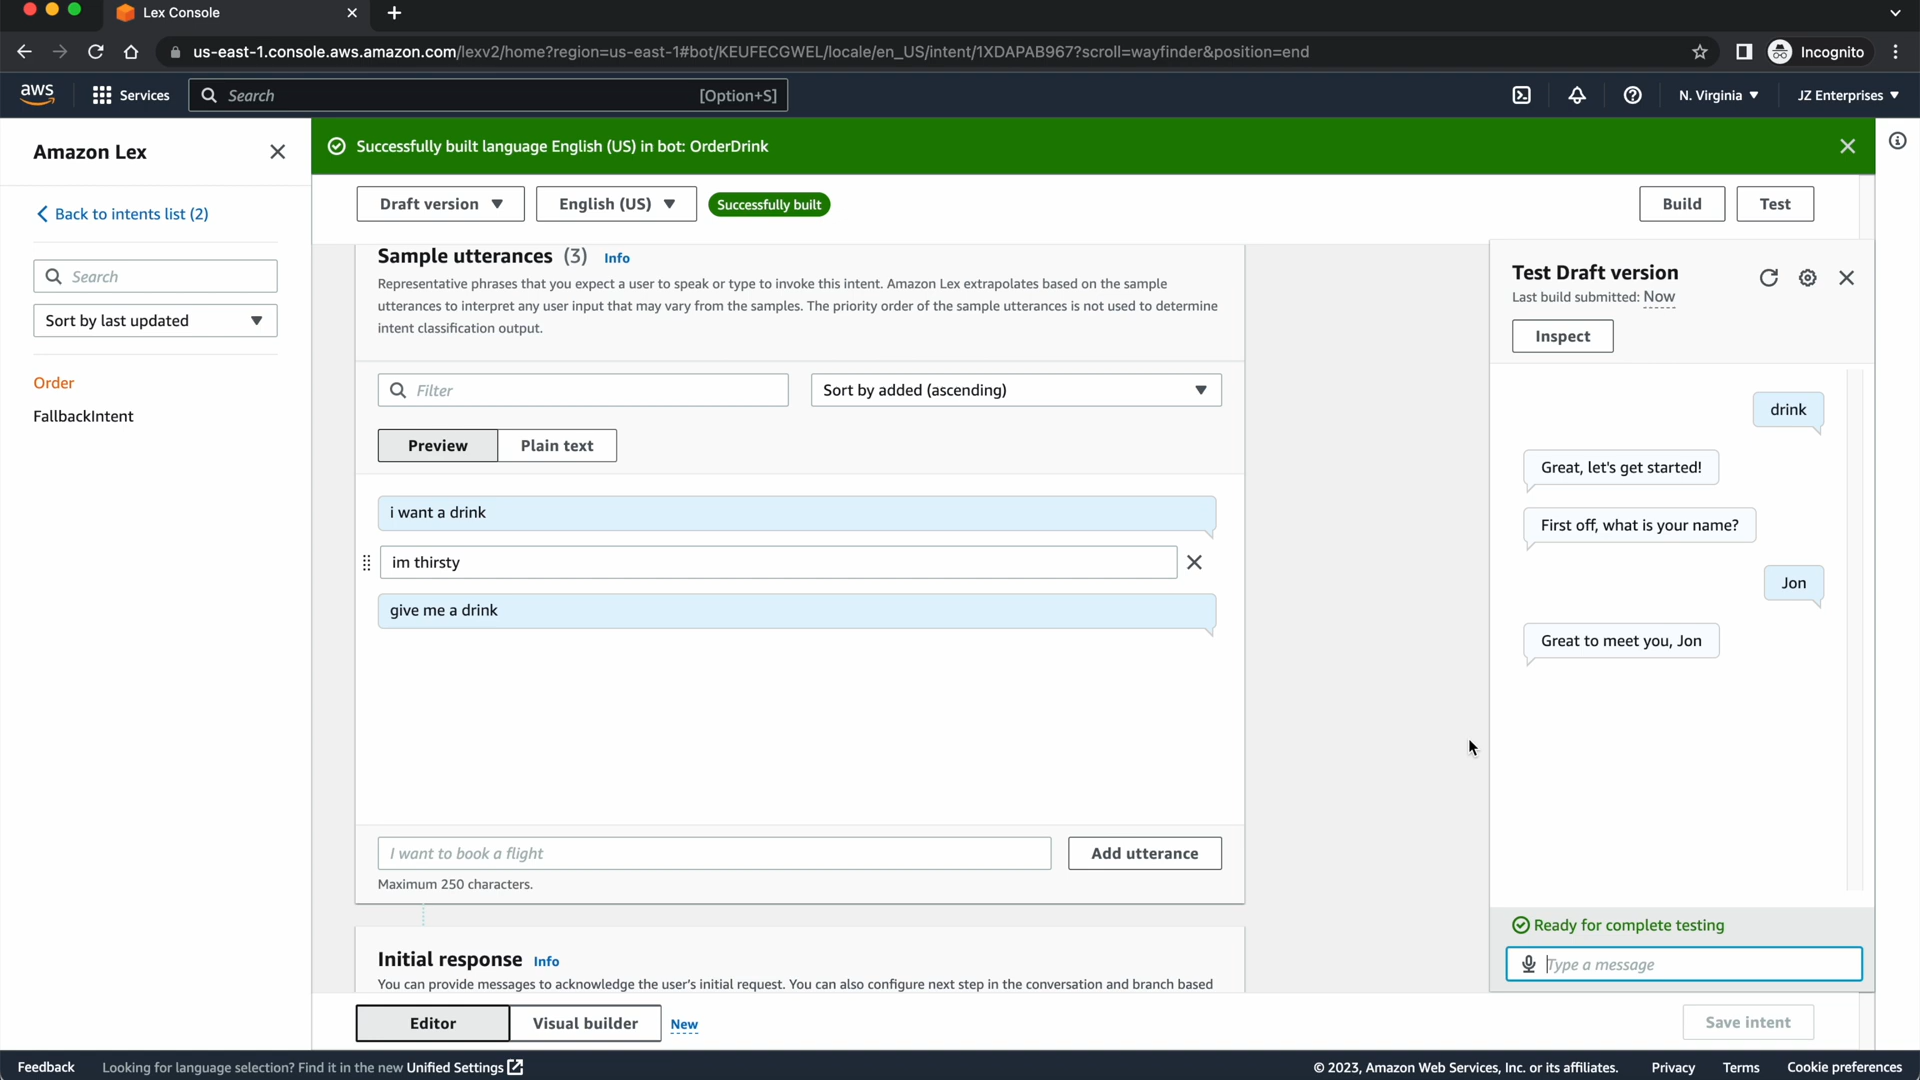 Lex Console
us-east-1.console.aws.amazon.com/lexv2/home?region=us-east-1#bot/KEUFECGWEL/locale/en_US/intent/1XDAPAB967?scroll=wayfinder&position=end
Incognito
aws
Services
Search
[Option+S]
N. Virginia
JZ Enterprises
Amazon Lex
Successfully built language English (US) in bot: OrderDrink
Back to intents list (2)
Draft version
English (US)
Successfully built
Build
Test
Search
Sort by last updated
Order
FallbackIntent
Sample utterances (3) Info
Representative phrases that you expect a user to speak or type to invoke this intent. Amazon Lex extrapolates based on the sample
utterances to interpret any user input that may vary from the samples. The priority order of the sample utterances is not used to determine
intent classification output.
Filter
Sort by added (ascending)
Preview
Plain text
i want a drink
im thirsty
give me a drink
I want to book a flight
Add utterance
Maximum 250 characters.
Initial response Info
You can provide messages to acknowledge the user's initial request. You can also configure next step in the conversation and branch based
Editor
Visual builder
New
Test Draft version
Last build submitted: Now
Inspect
drink
Great, let's get started!
First off, what is your name?
Jon
Great to meet you, Jon
Ready for complete testing
Type a message
Save intent
Feedback
Looking for language selection? Find it in the new Unified Settings
© 2023, Amazon Web Services, Inc. or its affiliates.
Privacy
Terms
Cookie preferences